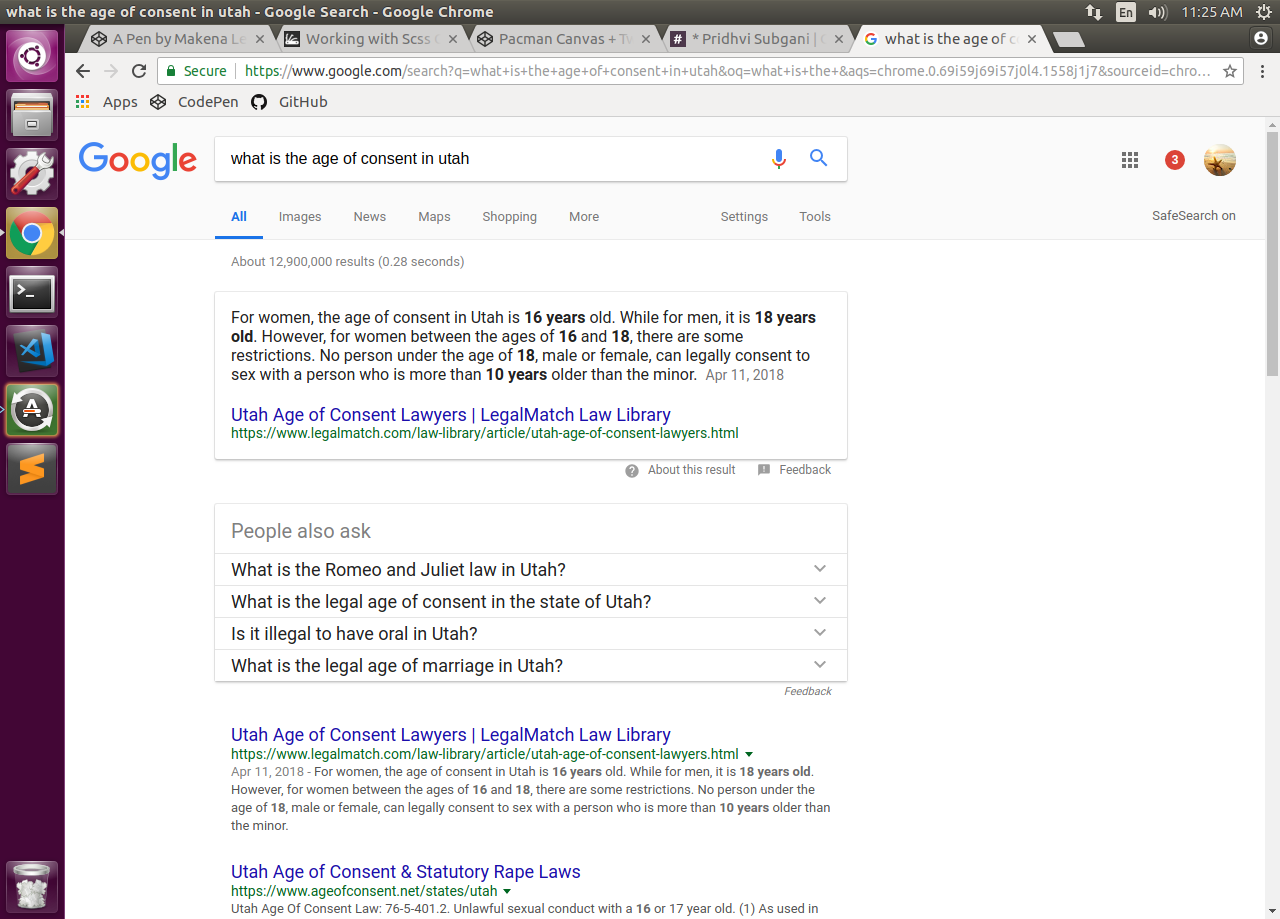 what is the age of consent in utah - Google Search - Google Chrome
En
11:25 AM
A Pen by Makena Le
Working with Scss
Pacman Canvas + Tw
* Pridhvi Subgani |
what is the age of c
Secure
https://www.google.com/search?q=what+is+the+age+of+consent+in+utah&oq=what+is+the+&aqs=chrome.0.69i59j69i57j0l4.1558j1j7&sourceid=chro...
Apps
CodePen
GitHub
Google
what is the age of consent in utah
3
All
Images
News
Maps
Shopping
More
Settings
Tools
SafeSearch on
About 12,900,000 results (0.28 seconds)
For women, the age of consent in Utah is 16 years old. While for men, it is 18 years
old. However, for women between the ages of 16 and 18, there are some
restrictions. No person under the age of 18, male or female, can legally consent to
sex with a person who is more than 10 years older than the minor. Apr 11, 2018
Utah Age of Consent Lawyers | LegalMatch Law Library
https://www.legalmatch.com/law-library/article/utah-age-of-consent-lawyers.html
About this result
Feedback
People also ask
What is the Romeo and Juliet law in Utah?
What is the legal age of consent in the state of Utah?
Is it illegal to have oral in Utah?
What is the legal age of marriage in Utah?
Feedback
Utah Age of Consent Lawyers | LegalMatch Law Library
https://www.legalmatch.com/law-library/article/utah-age-of-consent-lawyers.html
Apr 11, 2018 - For women, the age of consent in Utah is 16 years old. While for men, it is 18 years old.
However, for women between the ages of 16 and 18, there are some restrictions. No person under the
age of 18, male or female, can legally consent to sex with a person who is more than 10 years older than
the minor.
Utah Age of Consent & Statutory Rape Laws
https://www.ageofconsent.net/states/utah
Utah Age Of Consent Law: 76-5-401.2. Unlawful sexual conduct with a 16 or 17 year old. (1) As used in